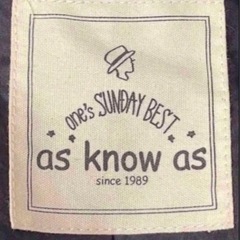 one's SUNDAY BEST
as know as
since 1989